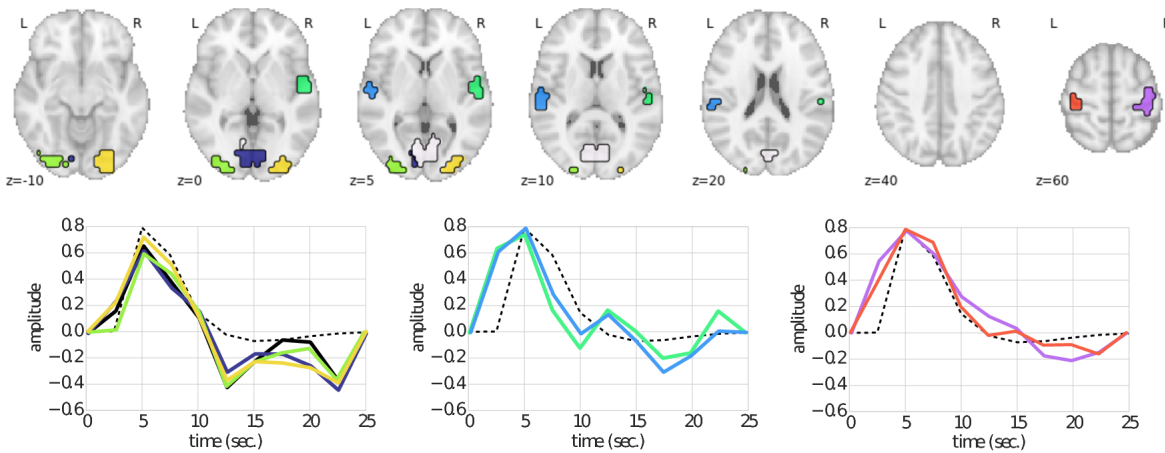 L R L R L R L R L R L R L R
z=-10 z=0 z=5 z=10 z=20 z=40 z=60
0.8 0.8 0.8
0.6 0.6 0.6
0.4 0.4 0.4
0.2 0.2 0.2
0.0 0.0 0.0
−0.2 −0.2 −0.2
−0.4 −0.4 −0.4
−0.6 −0.6 −0.6
amplitude amplitude amplitude
0 5 10 15 20 25 0 5 10 15 20 25 0 5 10 15 20 25
time (sec.) time (sec.) time (sec.)